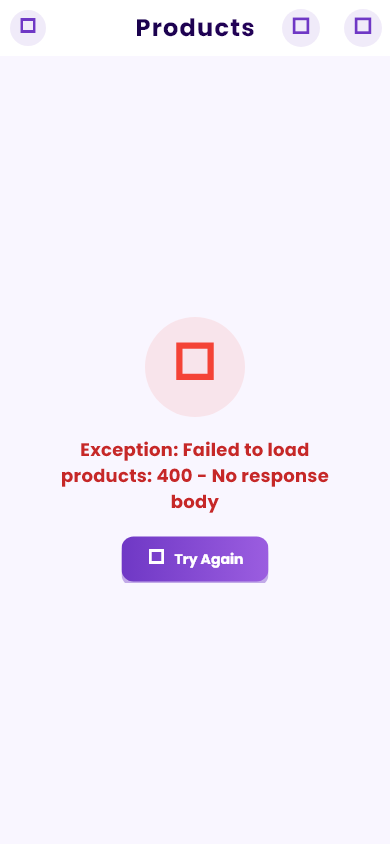 Products
Exception: Failed to load
products: 400 - No response
body
Try Again